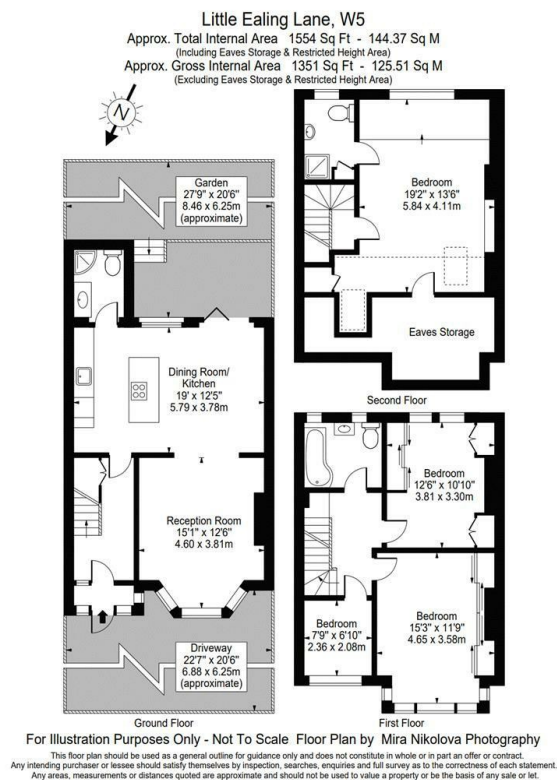 Little Ealing Lane, W5
Approx. Total Internal Area 1554 Sq Ft - 144.37 Sq M
(Including Eaves Storage & Restricted Height Area)
Approx. Gross Internal Area 1351 Sq Ft - 125.51 Sq M
(Excluding Eaves Storage & Restricted Height Area)
N
Garden
27'9" x 20'6"
8.46 x 6.25m
(approximate)
Dining Room/
Kitchen
19' x 12'5"
5.79 x 3.78m
Reception Room
15'1" x 12'6"
4.60 x 3.81m
Driveway
22'7" x 20'6"
6.88 x 6.25m
(approximate)
Ground Floor
Bedroom
19'2" x 13'6"
5.84 x 4.11m
Eaves Storage
Second Floor
Bedroom
12'6" x 10'10"
3.81 x 3.30m
Bedroom
7'9" x 6'10"
2.36 x 2.08m
Bedroom
15'3" x 11'9"
4.65 x 3.58m
First Floor
For Illustration Purposes Only - Not To Scale Floor Plan by Mira Nikolova Photography
This floor plan should be used as a general outline for guidance only and does not constitute in whole or in part an offer or contract.
Any intending purchaser or lessee should satisfy themselves by inspection, searches, enquiries and full survey as to the correctness of each statement.
Any areas, measurements or distances quoted are approximate and should not be used to value a property or be the basis of any sale or let.